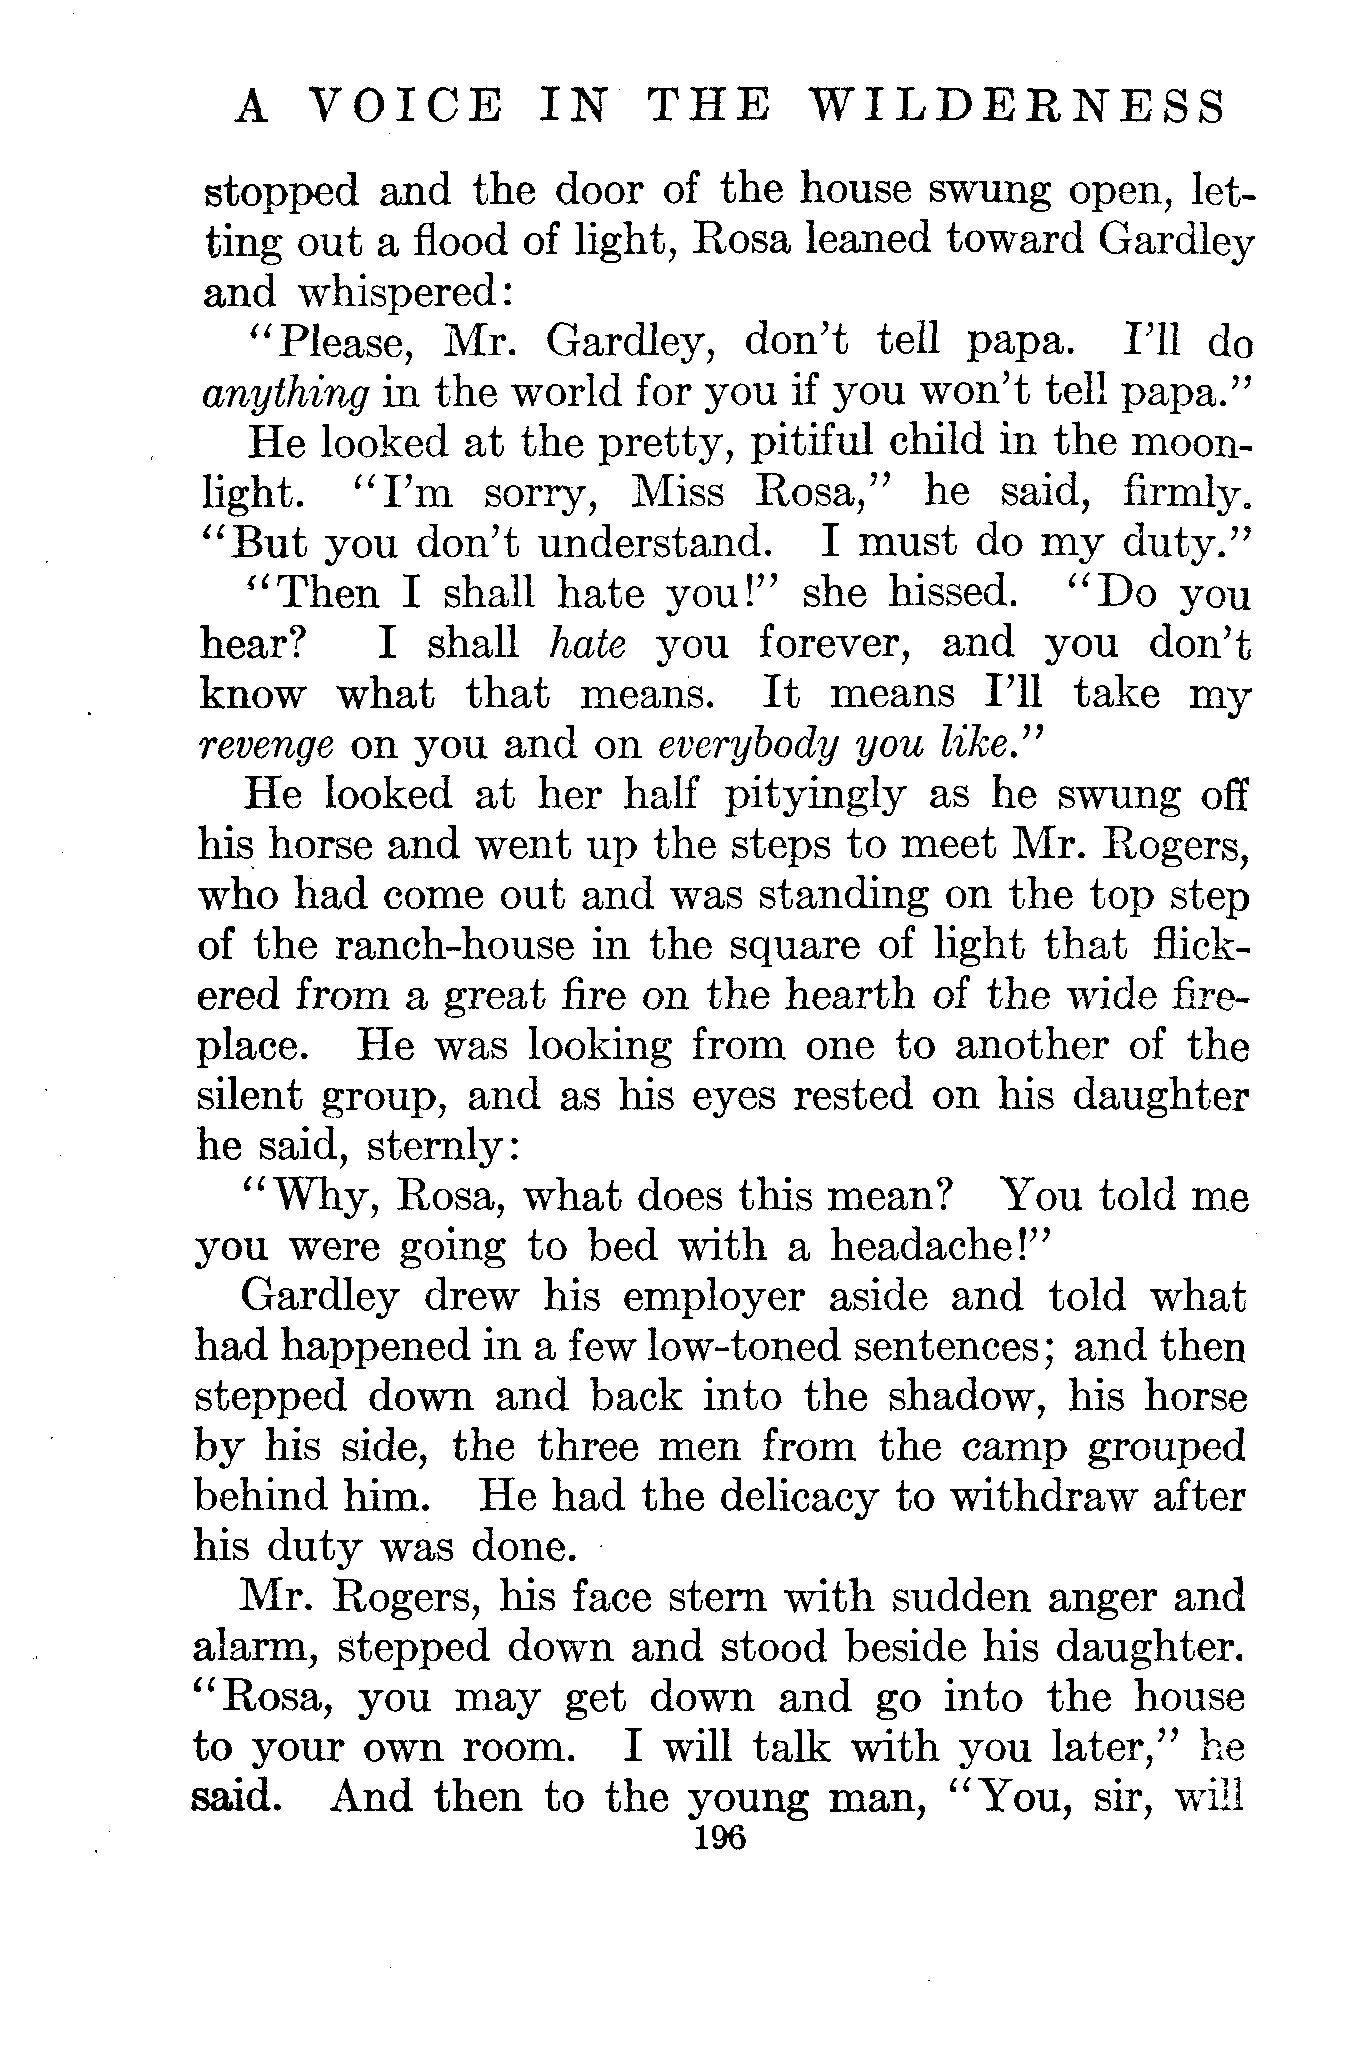 A VOICE IN THE WILDERNESS
stopped and the door of the house swung open, let-
ting out a flood of light, Rosa leaned toward Gardley
and whispered:
“Please, Mr. Gardley, don’t tell papa. I’ll do
anything in the world for you if you won’t tell papa.”
He looked at the pretty, pitiful child in the moon-
light. “I’m sorry, Miss Rosa,” he said, firmly.
“But you don’t understand. I must do my duty.”
“Then I shall hate you!” she hissed. “Do you
hear? I shall hate you forever, and you don’t
know what that means. It means I’ll take my
revenge on you and on everybody you like.”
He looked at her half pityingly as he swung off
his horse and went up the steps to meet Mr. Rogers,
who had come out and was standing on the top step
of the ranch-house in the square of light that flick-
ered from a great fire on the hearth of the wide fire-
place. He was looking from one to another of the
silent group, and as his eyes rested on his daughter
he said, sternly:
“Why, Rosa, what does this mean? You told me
you were going to bed with a headache!”
Gardley drew his employer aside and told what
had happened in a few low-toned sentences; and then
stepped down and back into the shadow, his horse
by his side, the three men from the camp grouped
behind him. He had the delicacy to withdraw after
his duty was done.
Mr. Rogers, his face stern with sudden anger and
alarm, stepped down and stood beside his daughter.
“Rosa, you may get down and go into the house
to your own room. I will talk with you later,” he
said. And then to the young man, “You, sir, will
196